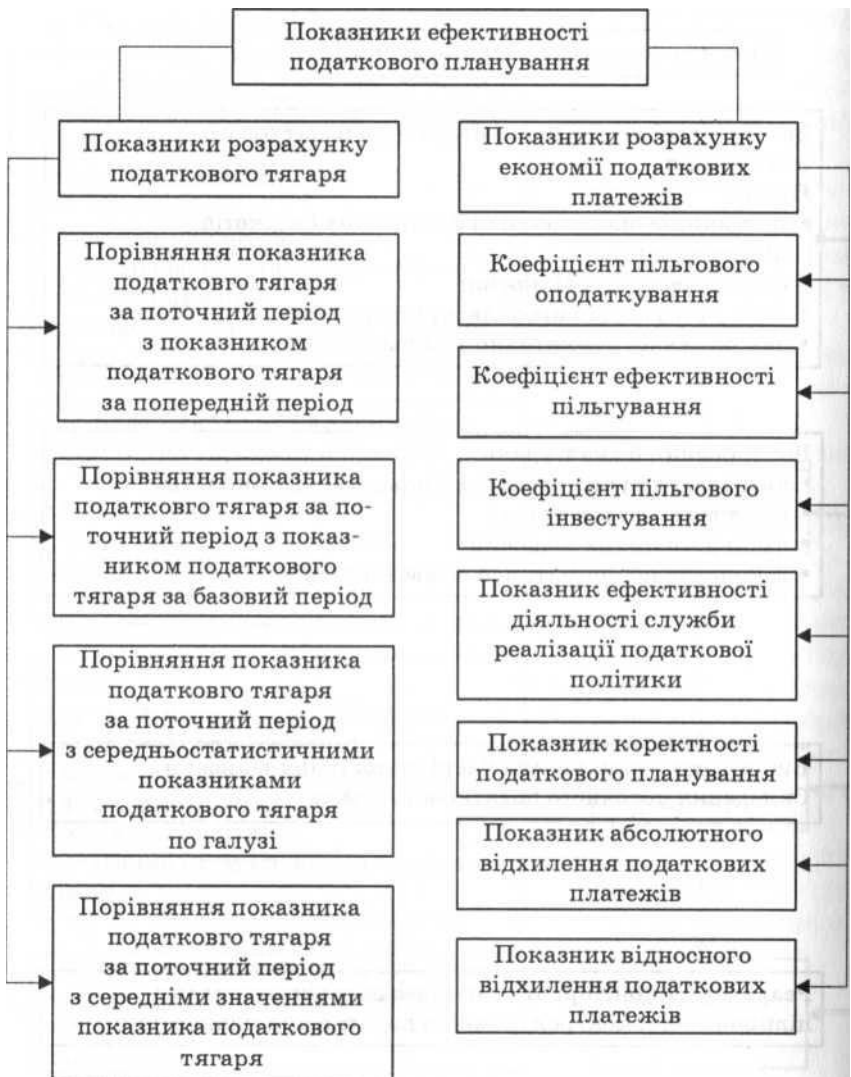 Показники ефективності
податкового планування
Показники розрахунку
податкового тягаря
Порівняння показника
податковго тягаря
за поточний період
з показником
податкового тягаря
за попередній період
Порівняння показника
податковго тягаря за по-
точний період з показ-
ником податкового
тягаря за базовий період
Порівняння показника
податковго тягаря
за поточний період
з середньостатистичними
показниками
податкового тягаря
по галузі
Порівняння показника
податковго тягаря
за поточний період
з середніми значеннями
показника податкового
тягаря
Показники розрахунку
економії податкових
платежів
Коефіцієнт пільгового
оподаткування
Коефіцієнт ефективності
пільгування
Коефіцієнт пільгового
інвестування
Показник ефективності
діяльності служби
реалізації податкової
політики
Показник коректності
податкового планування
Показник абсолютного
відхилення податкових
платежів
Показник відносного
відхилення податкових
платежів